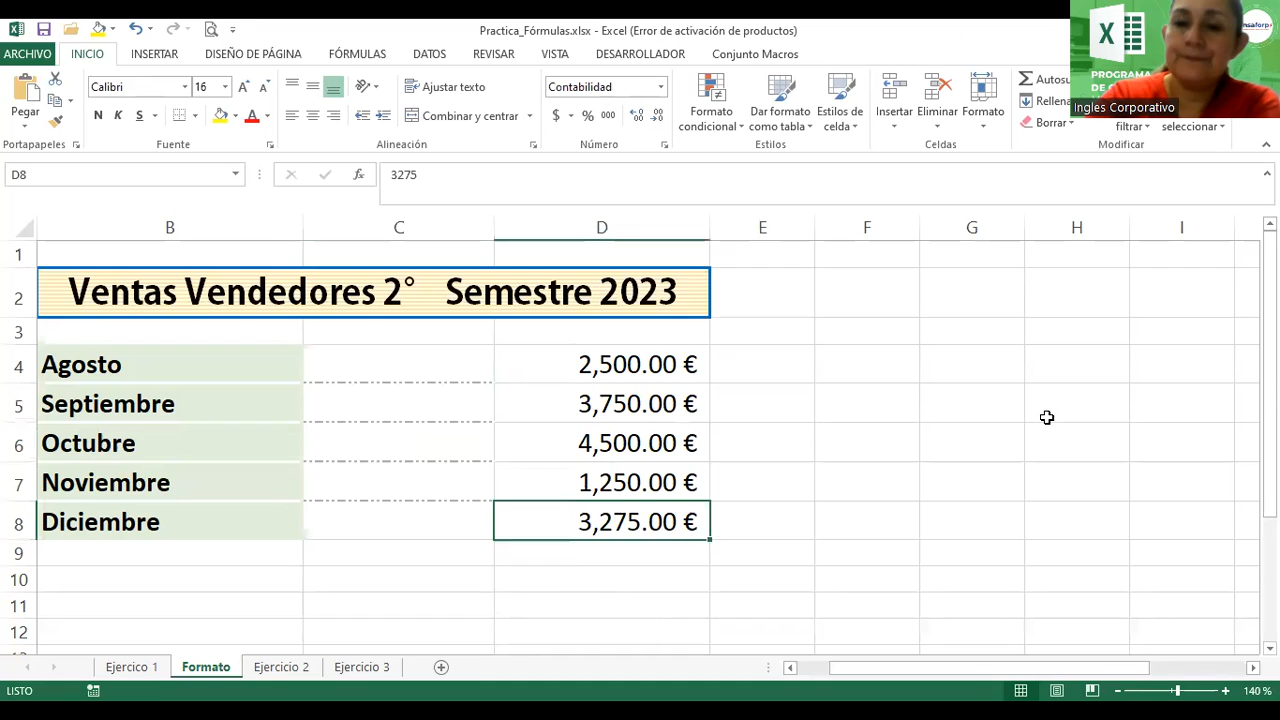 Practica_Fórmulas.xlsx - Excel (Error de activación de productos)
ARCHIVO INICIO INSERTAR DISEÑO DE PÁGINA FÓRMULAS DATOS REVISAR VISTA DESARROLLADOR Conjunto Macros
PROGRAMA
Ingles Corporativo
Pegar
Calibri 16
N K S
Ajustar texto
Combinar y centrar
Contabilidad
$ % 000
Formato condicional
Dar formato como tabla
Estilos de celda
Insertar
Eliminar
Formato
Borrar
filtrar seleccionar
Portapapeles Fuente Alineación Número Estilos Celdas Modificar
D8 fx 3275
B C D E F G H I
1
2 Ventas Vendedores 2° Semestre 2023
3
4 Agosto 2,500.00 €
5 Septiembre 3,750.00 €
6 Octubre 4,500.00 €
7 Noviembre 1,250.00 €
8 Diciembre 3,275.00 €
9
10
11
12
Ejercico 1 Formato Ejercicio 2 Ejercicio 3
LISTO 140 %